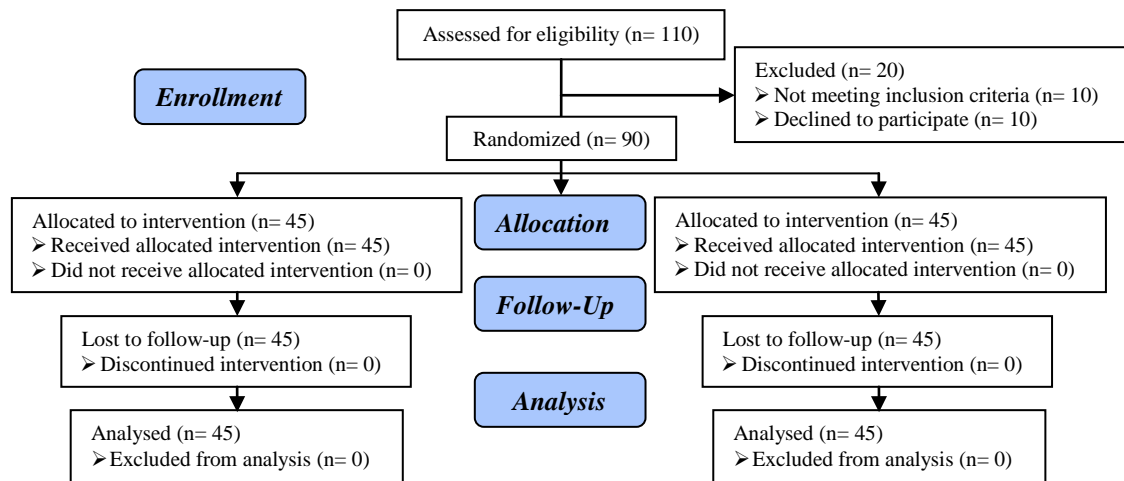 Assessed for eligibility (n= 110)
Enrollment
Excluded (n= 20)
➢ Not meeting inclusion criteria (n= 10)
➢ Declined to participate (n= 10)
Randomized (n= 90)
Allocated to intervention (n= 45)
➢ Received allocated intervention (n= 45)
➢ Did not receive allocated intervention (n= 0)
Allocation
Allocated to intervention (n= 45)
➢ Received allocated intervention (n= 45)
➢ Did not receive allocated intervention (n= 0)
Follow-Up
Lost to follow-up (n= 45)
➢ Discontinued intervention (n= 0)
Lost to follow-up (n= 45)
➢ Discontinued intervention (n= 0)
Analysis
Analysed (n= 45)
➢ Excluded from analysis (n= 0)
Analysed (n= 45)
➢ Excluded from analysis (n= 0)